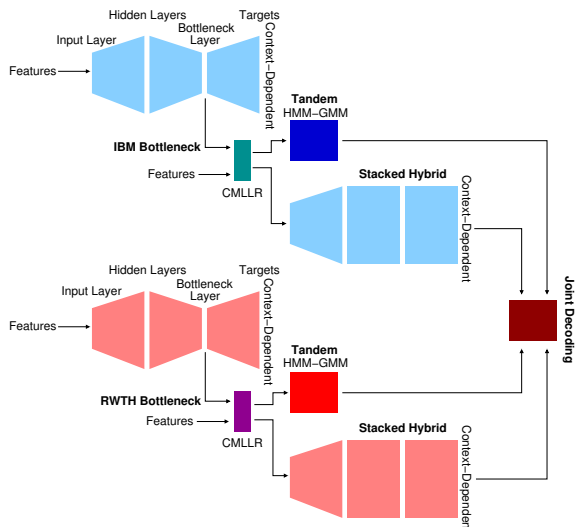 Hidden Layers
Bottleneck
Layer
Targets
Input Layer
Context-Dependent
Features
Tandem
HMM-GMM
IBM Bottleneck
Features
CMLLR
Stacked Hybrid
Context-Dependent
Hidden Layers
Bottleneck
Layer
Targets
Input Layer
Context-Dependent
Features
Joint Decoding
Tandem
HMM-GMM
RWTH Bottleneck
Features
CMLLR
Stacked Hybrid
Context-Dependent